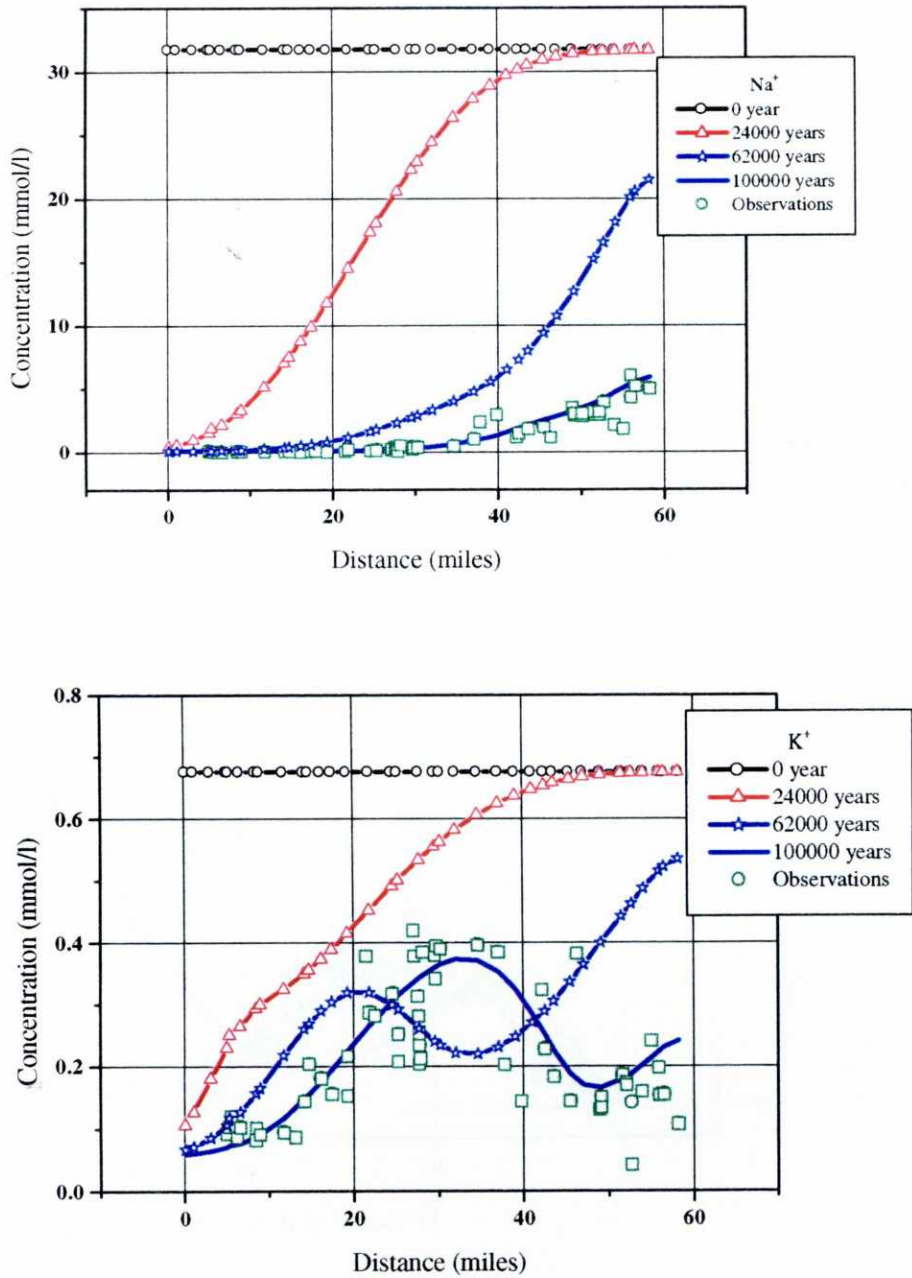 Concentration (mmol/l)
30
20
10
0
0
20
40
60
Distance (miles)
Na⁺
0 year
24000 years
62000 years
100000 years
Observations
Concentration (mmol/l)
0.8
0.6
0.4
0.2
0.0
0
20
40
60
Distance (miles)
K⁺
0 year
24000 years
62000 years
100000 years
Observations